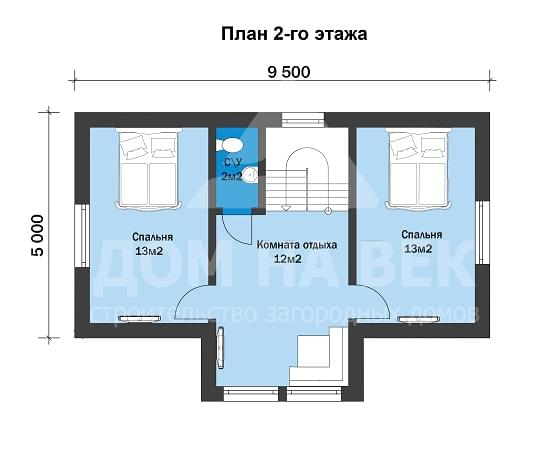 План 2-го этажа
9 500
5 000
С\У
2м2
Спальня
13м2
Комната отдыха
12м2
Спальня
13м2
ДОМ НА ВЕК
строительство загородных домов